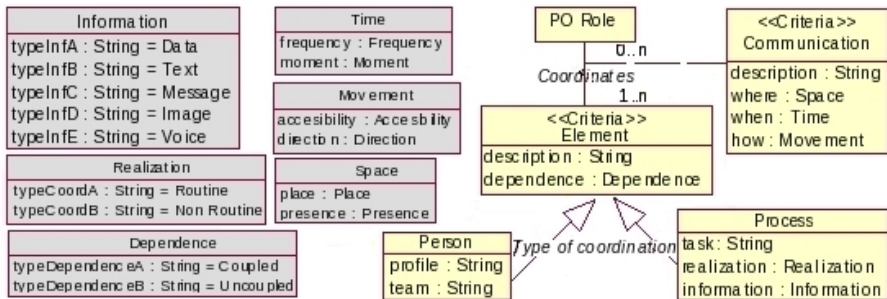 Information
typeInfA : String = Data
typeInfB : String = Text
typeInfC : String = Message
typeInfD : String = Image
typeInfE : String = Voice
Realization
typeCoordA : String = Routine
typeCoordB : String = Non Routine
Dependence
typeDependenceA : String = Coupled
typeDependenceB : String = Uncoupled
Time
frequency : Frequency
moment : Moment
Movement
accesibility : Accesbility
direction : Direction
Space
place : Place
presence : Presence
PO Role
0..n
Coordinates
1..n
<<Criteria>>
Communication
description : String
where : Space
when : Time
how : Movement
<<Criteria>>
Element
description : String
dependence : Dependence
Type of coordination
Person
profile : String
team : String
Process
task: String
realization : Realization
information : Information